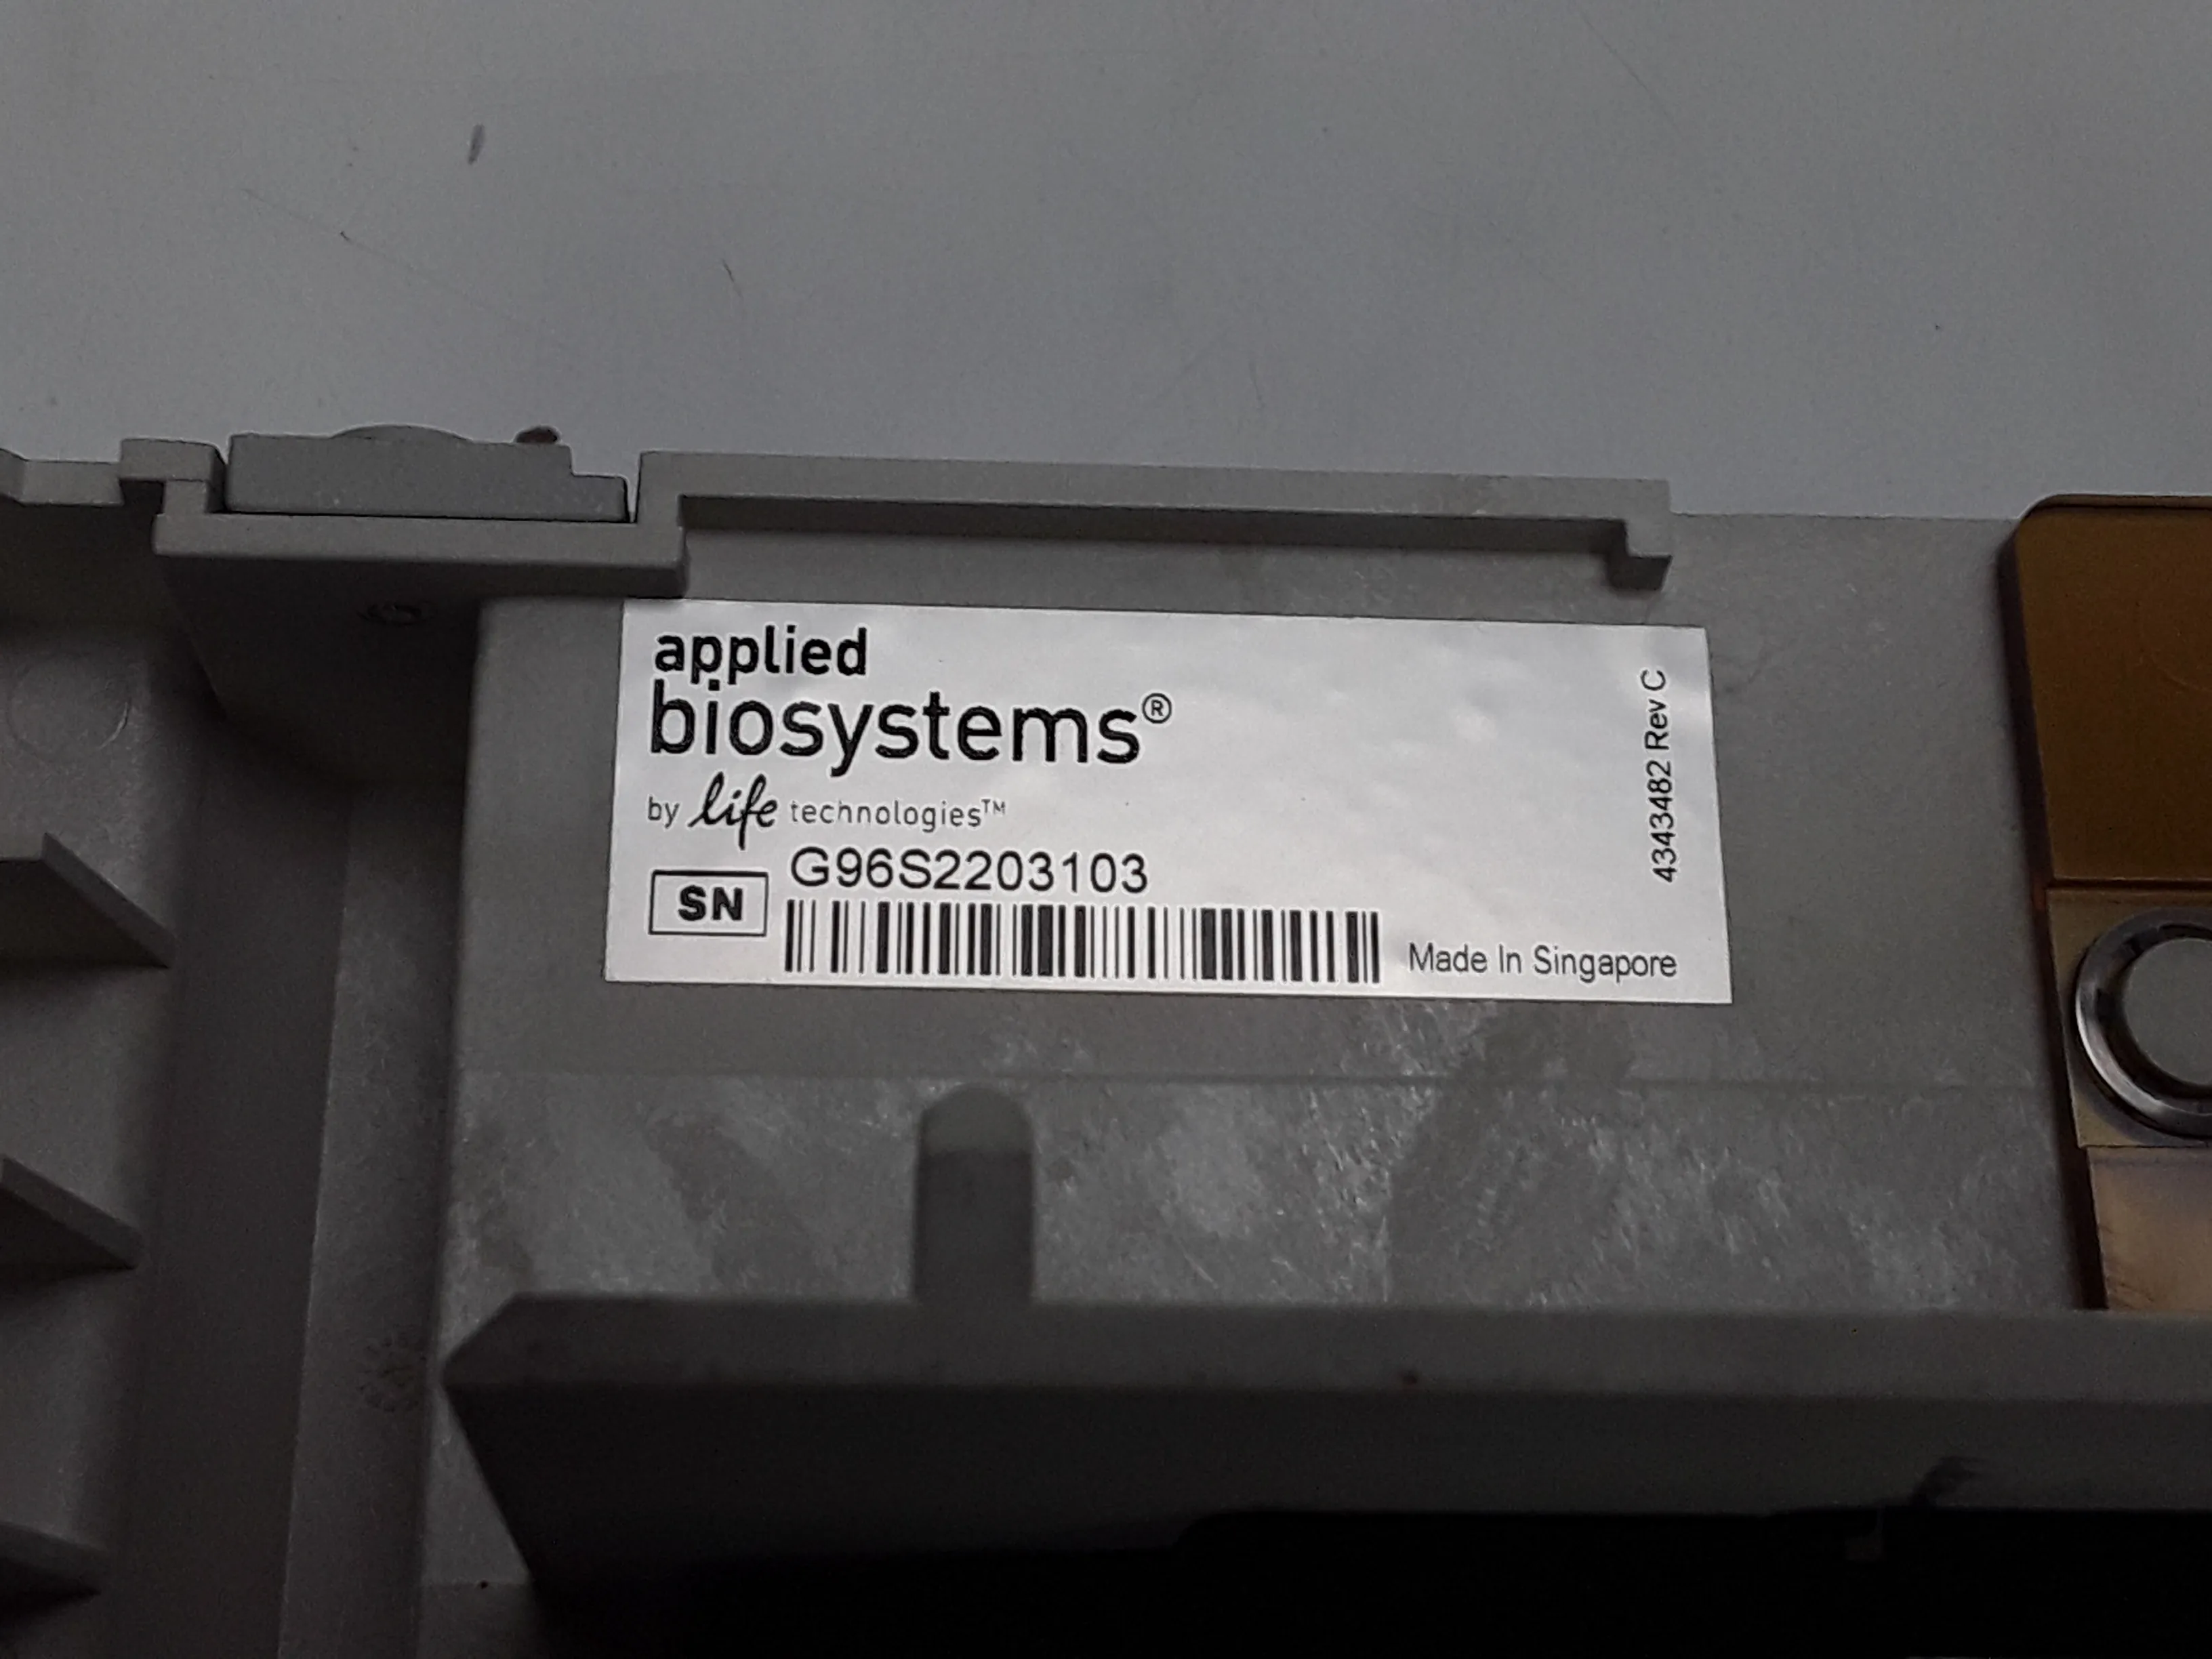 applied
biosystems®
by life technologies™
SN G96S2203103
Made In Singapore
4343482 Rev C